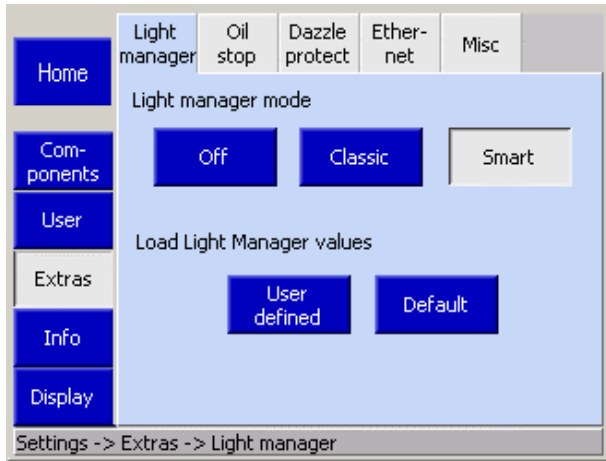 Light manager
Oil stop
Dazzle protect
Ether-
net
Misc
Home
Com-
ponents
User
Extras
Info
Display
Light manager mode
Off
Classic
Smart
Load Light Manager values
User
defined
Default
Settings -> Extras -> Light manager